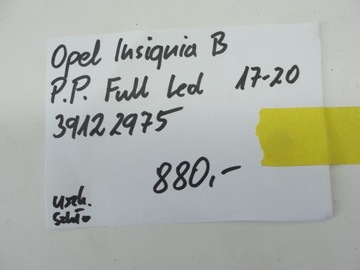 Opel Insignia B
P.P. Full Led 17-20
39122975
880,-